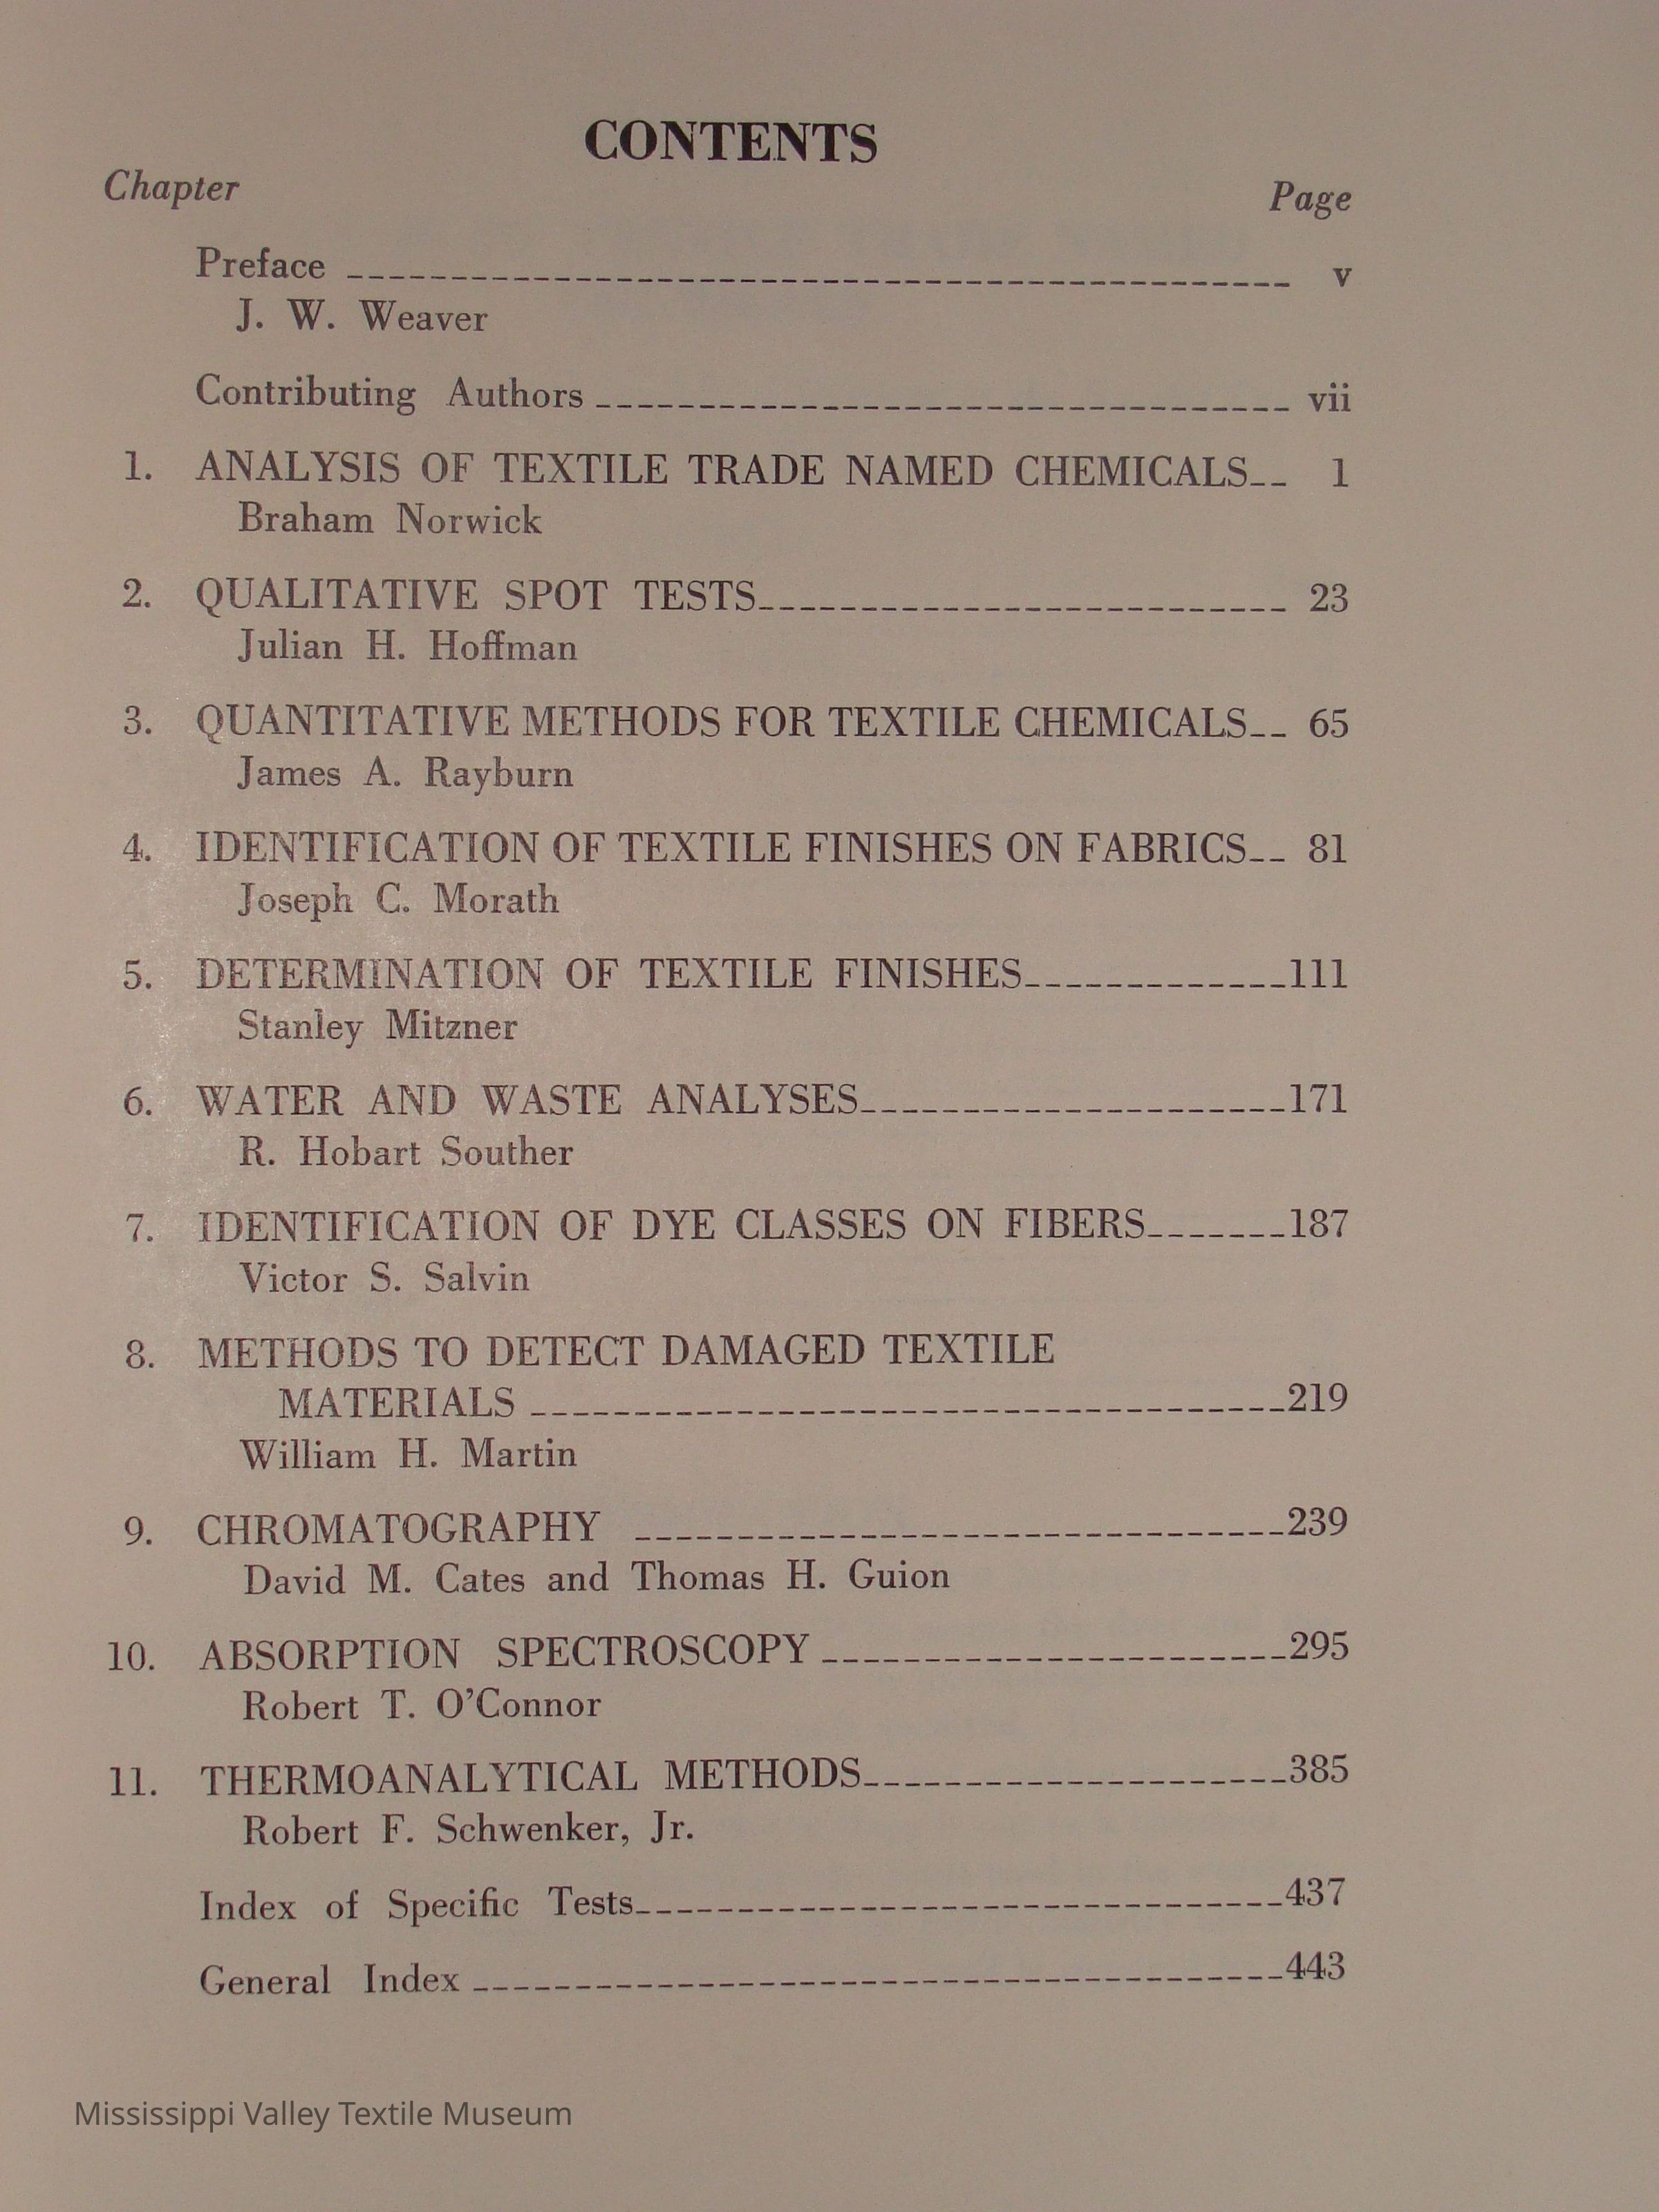 CONTENTS
Chapter Page
Preface ---------------------------------------------- v
J. W. Weaver
Contributing Authors ---------------------------------- vii
1. ANALYSIS OF TEXTILE TRADE NAMED CHEMICALS-- 1
Braham Norwick
2. QUALITATIVE SPOT TESTS-------------------------- 23
Julian H. Hoffman
3. QUANTITATIVE METHODS FOR TEXTILE CHEMICALS-- 65
James A. Rayburn
4. IDENTIFICATION OF TEXTILE FINISHES ON FABRICS-- 81
Joseph C. Morath
5. DETERMINATION OF TEXTILE FINISHES-------------111
Stanley Mitzner
6. WATER AND WASTE ANALYSES---------------------171
R. Hobart Souther
7. IDENTIFICATION OF DYE CLASSES ON FIBERS-------187
Victor S. Salvin
8. METHODS TO DETECT DAMAGED TEXTILE
MATERIALS -------------------------------------219
William H. Martin
9. CHROMATOGRAPHY --------------------------------239
David M. Cates and Thomas H. Guion
10. ABSORPTION SPECTROSCOPY -----------------------295
Robert T. O'Connor
11. THERMOANALYTICAL METHODS---------------------385
Robert F. Schwenker, Jr.
Index of Specific Tests--------------------------------437
General Index ----------------------------------------443
Mississippi Valley Textile Museum